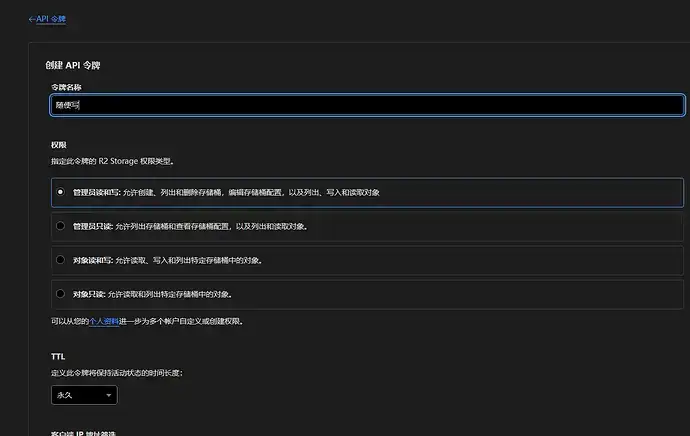 ←API 令牌
创建 API 令牌
令牌名称
随便写
权限
指定此令牌的 R2 Storage 权限类型。
管理员读和写: 允许创建、列出和删除存储桶，编辑存储桶配置，以及列出、写入和读取对象
管理员只读: 允许列出存储桶和查看存储桶配置，以及列出和读取对象。
对象读和写: 允许读取、写入和列出特定存储桶中的对象。
对象只读: 允许读取和列出特定存储桶中的对象。
可以从您的个人资料进一步为多个帐户自定义或创建权限。
TTL
定义此令牌将保持活动状态的时间长度:
永久
客户端 IP 地址筛选